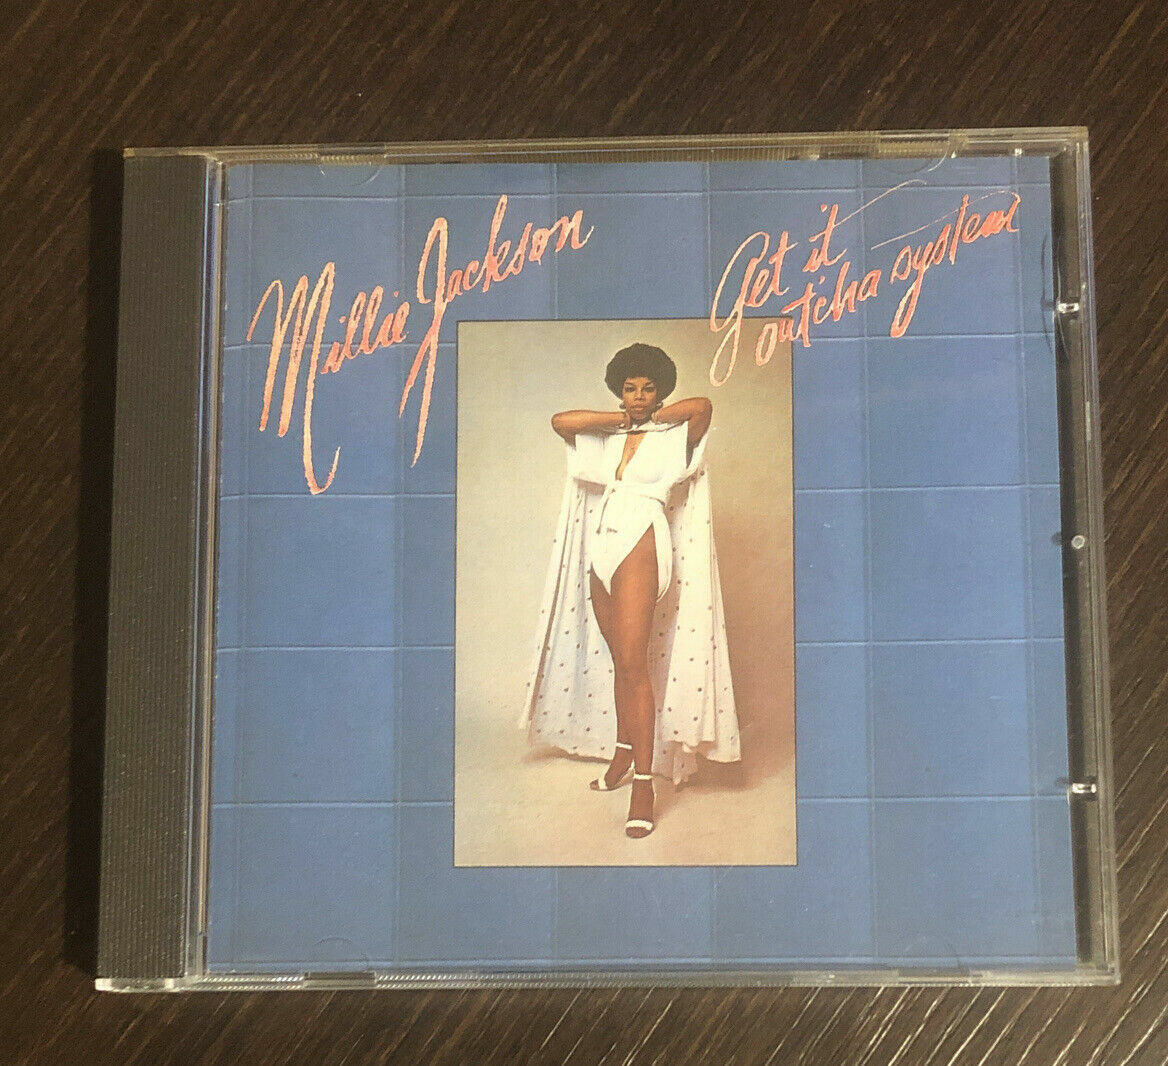 Millie Jackson
Get it
outcha system